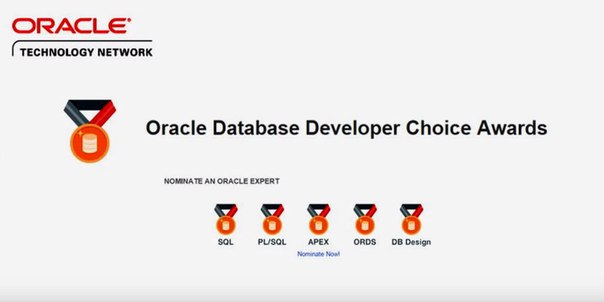 ORACLE®
TECHNOLOGY NETWORK
Oracle Database Developer Choice Awards
NOMINATE AN ORACLE EXPERT
SQL PL/SQL APEX ORDS DB Design
Nominate Now!